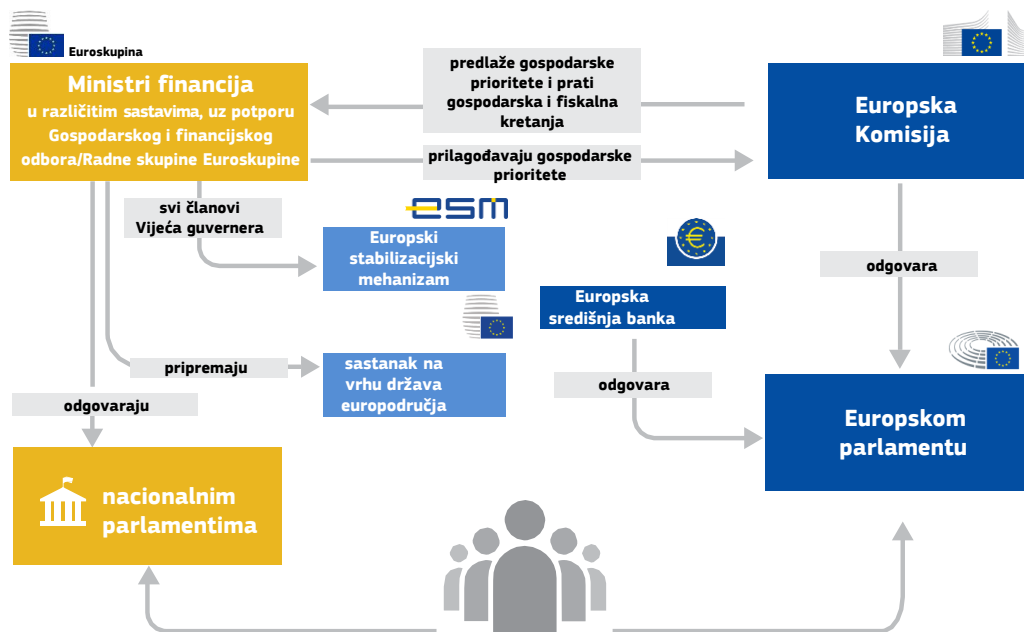 Euroskupina
Ministri financija
u različitim sastavima, uz potporu
Gospodarskog i financijskog
odbora/Radne skupine Euroskupine
predlaže gospodarske
prioritete i prati
gospodarska i fiskalna
kretanja
prilagođavaju gospodarske
prioritete
Europska
Komisija
svi članovi
Vijeća guvernera
esm
Europski
stabilizacijski
mehanizam
Europska
središnja banka
odgovara
pripremaju
sastanak na
vrhu država
europodručja
odgovara
odgovaraju
Europskom
parlamentu
nacionalnim
parlamentima